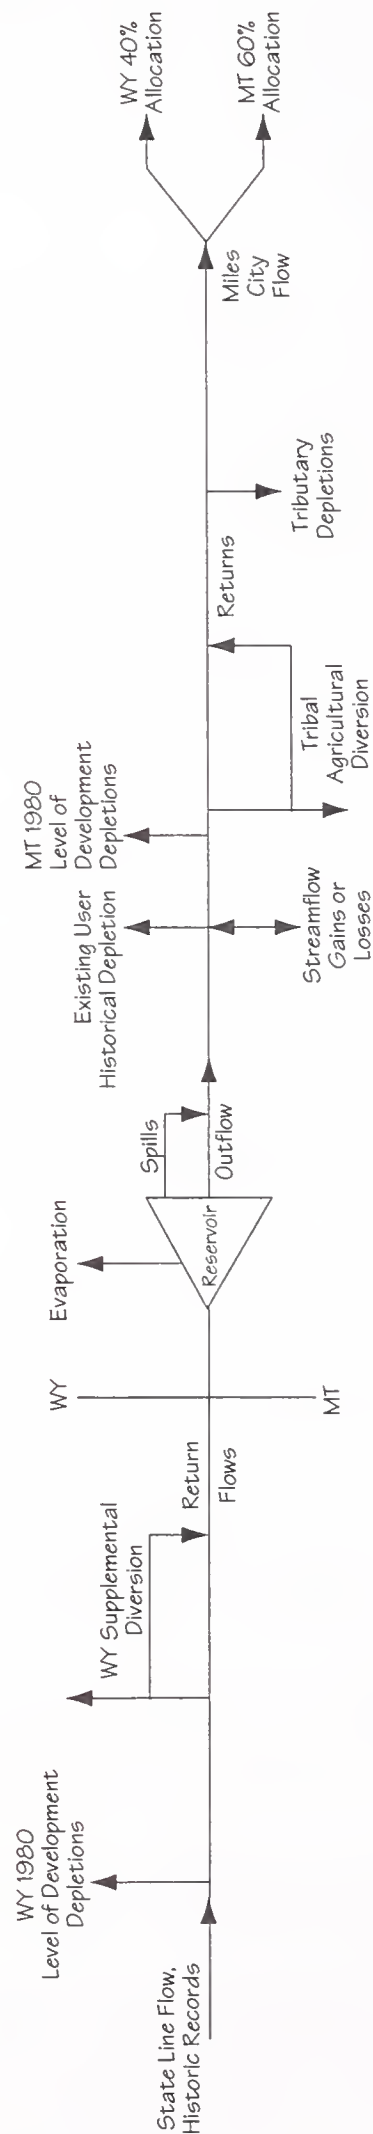 State Line Flow,
Historic Records
WY 1980
Level of Development
Depletions
WY Supplemental
Diversion
Return
Flows
WY
MT
Evaporation
Reservoir
Spills
Outflow
Existing User
Historical Depletion
Streamflow
Gains or
Losses
MT 1980
Level of
Development
Depletions
Tribal
Agricultural
Diversion
Returns
Tributary
Depletions
Miles
City
Flow
WY 40%
Allocation
MT 60%
Allocation